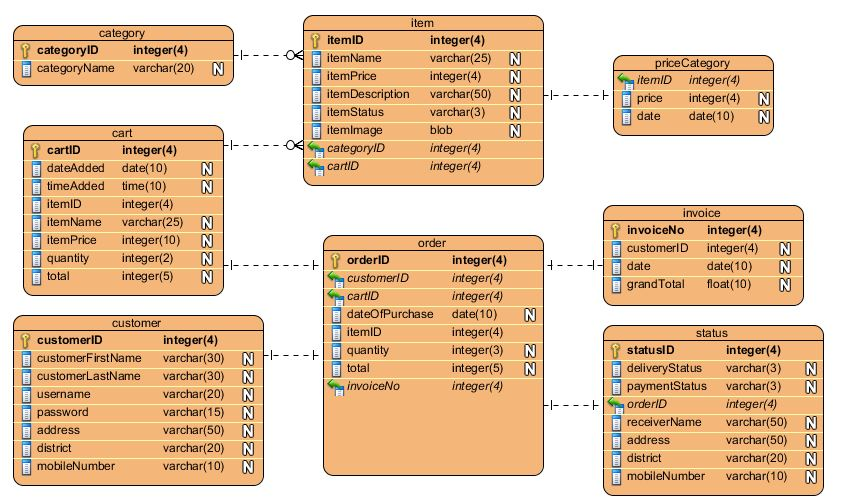 category
categoryID integer(4)
categoryName varchar(20) N
item
itemID integer(4)
itemName varchar(25) N
itemPrice integer(4) N
itemDescription varchar(50) N
itemStatus varchar(3) N
itemImage blob N
categoryID integer(4)
cartID integer(4)
priceCategory
itemID integer(4)
price integer(4) N
date date(10) N
cart
cartID integer(4)
dateAdded date(10) N
timeAdded time(10) N
itemID integer(4)
itemName varchar(25) N
itemPrice integer(10) N
quantity integer(2) N
total integer(5) N
order
orderID integer(4)
customerID integer(4)
cartID integer(4)
dateOfPurchase date(10) N
itemID integer(4)
quantity integer(3) N
total integer(5) N
invoiceNo integer(4)
invoice
invoiceNo integer(4)
customerID integer(4) N
date date(10) N
grandTotal float(10) N
customer
customerID integer(4)
customerFirstName varchar(30) N
customerLastName varchar(30) N
username varchar(20) N
password varchar(15) N
address varchar(50) N
district varchar(20) N
mobileNumber varchar(10) N
status
statusID integer(4)
deliveryStatus varchar(3) N
paymentStatus varchar(3) N
orderID integer(4)
receiverName varchar(50) N
address varchar(50) N
district varchar(20) N
mobileNumber varchar(10) N